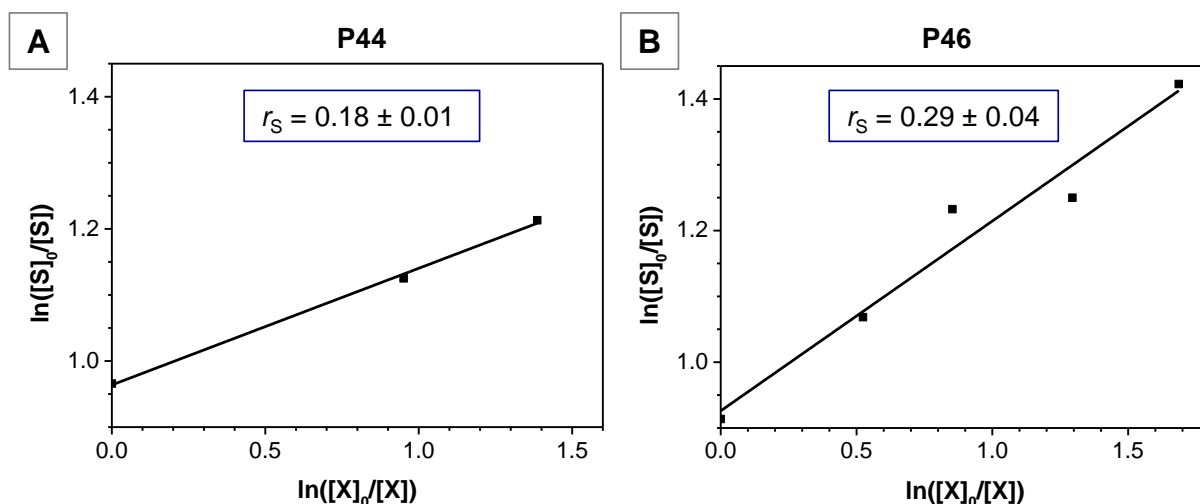 A
P44
r_S = 0.18 ± 0.01
ln([S]₀/[S])
1.4
1.2
1.0
0.0
0.5
1.0
1.5
ln([X]₀/[X])
B
P46
r_S = 0.29 ± 0.04
ln([S]₀/[S])
1.4
1.2
1.0
0.0
0.5
1.0
1.5
ln([X]₀/[X])